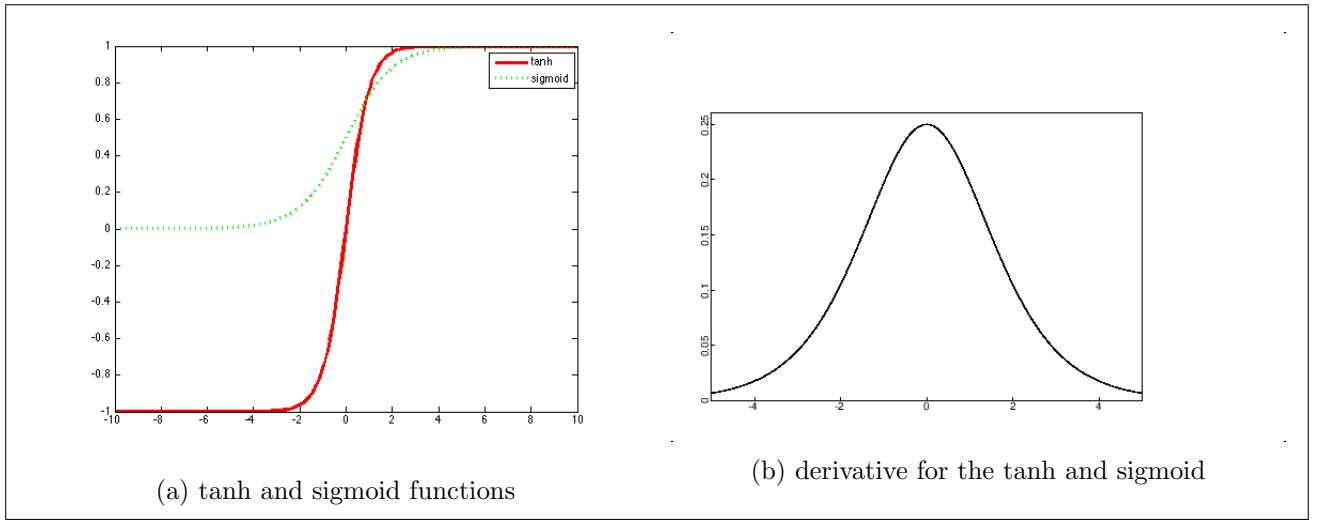 1
0.8
0.6
0.4
0.2
0
-0.2
-0.4
-0.6
-0.8
-1
-10 -8 -6 -4 -2 0 2 4 6 8 10
tanh
sigmoid
(a) tanh and sigmoid functions
0.25
0.2
0.15
0.1
0.05
0
-4 -2 0 2 4
(b) derivative for the tanh and sigmoid